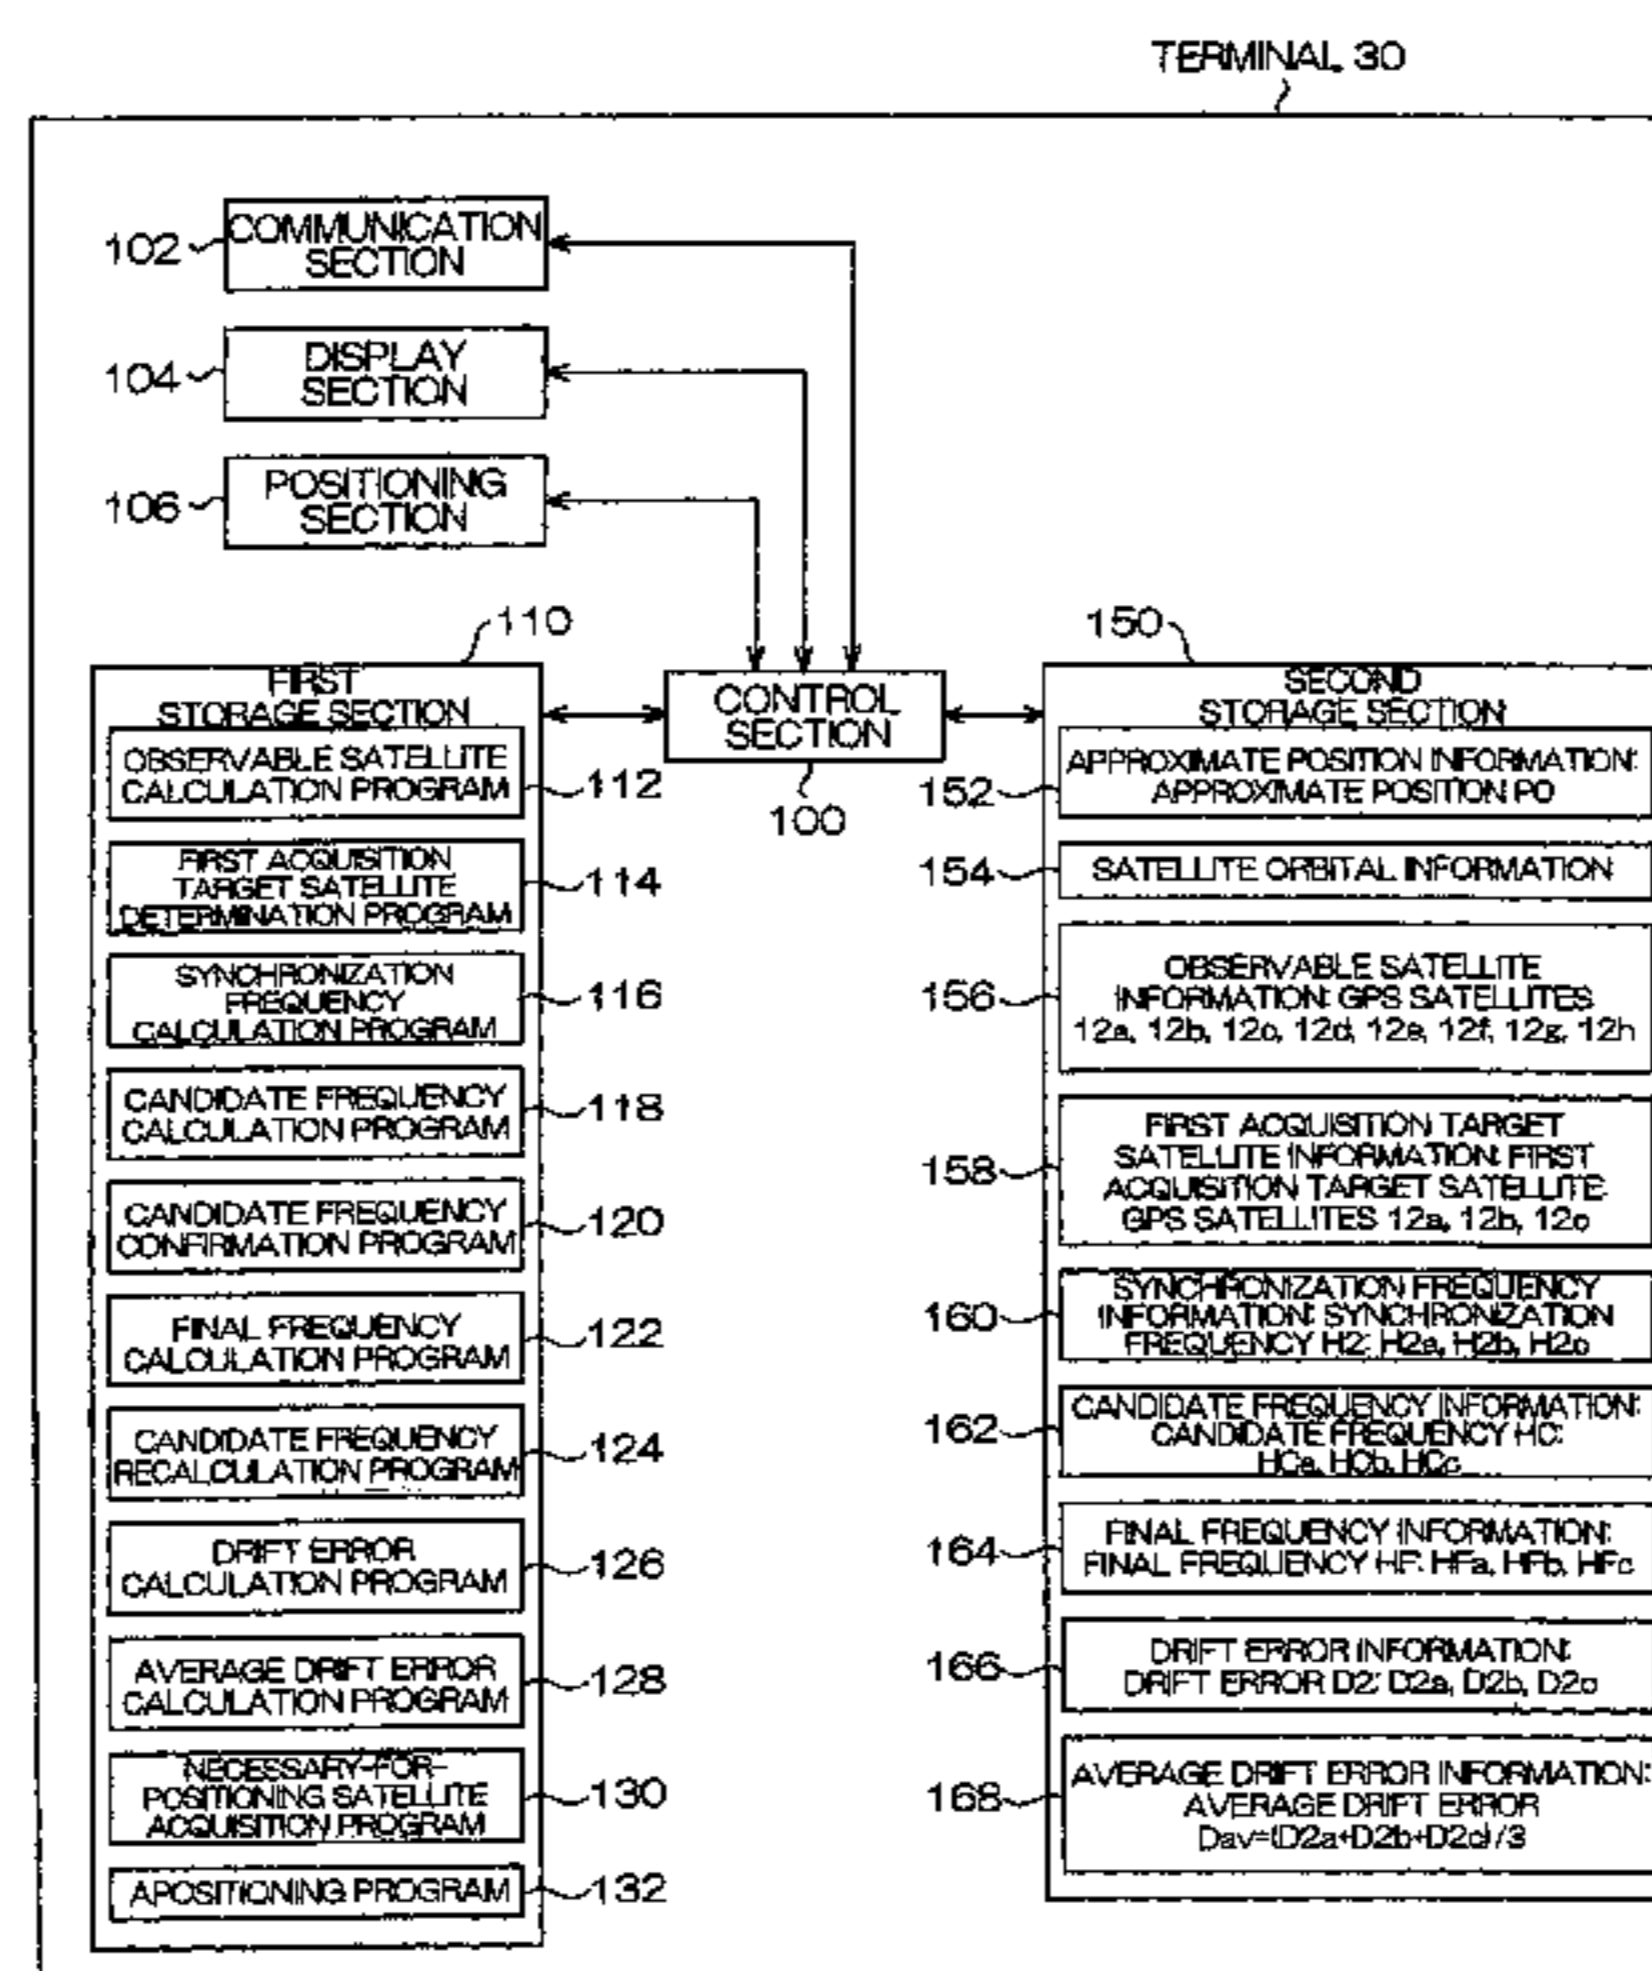 TERMINAL 30
102
COMMUNICATION
SECTION
104
DISPLAY
SECTION
106
POSITIONING
SECTION
110
FIRST
STORAGE SECTION
OBSERVABLE SATELLITE
CALCULATION PROGRAM
112
FIRST ACQUISITION
TARGET SATELLITE
DETERMINATION PROGRAM
114
SYNCHRONIZATION
FREQUENCY
CALCULATION PROGRAM
116
CANDIDATE FREQUENCY
CALCULATION PROGRAM
118
CANDIDATE FREQUENCY
CONFIRMATION PROGRAM
120
FINAL FREQUENCY
CALCULATION PROGRAM
122
CANDIDATE FREQUENCY
RECALCULATION PROGRAM
124
DRIFT ERROR
CALCULATION PROGRAM
126
AVERAGE DRIFT ERROR
CALCULATION PROGRAM
128
NECESSARY-FOR-
POSITIONING SATELLITE
ACQUISITION PROGRAM
130
APOSITIONING PROGRAM
132
CONTROL
SECTION
100
150
SECOND
STORAGE SECTION
152
APPROXIMATE POSITION INFORMATION:
APPROXIMATE POSITION P0
154
SATELLITE ORBITAL INFORMATION
156
OBSERVABLE SATELLITE
INFORMATION: GPS SATELLITES
12a, 12b, 12c, 12d, 12e, 12f, 12g, 12h
158
FIRST ACQUISITION TARGET
SATELLITE INFORMATION: FIRST
ACQUISITION TARGET SATELLITE:
GPS SATELLITES 12a, 12b, 12c
160
SYNCHRONIZATION FREQUENCY
INFORMATION: SYNCHRONIZATION
FREQUENCY H2: H2a, H2b, H2c
162
CANDIDATE FREQUENCY INFORMATION:
CANDIDATE FREQUENCY HC:
HCa, HCb, HCc
164
FINAL FREQUENCY INFORMATION:
FINAL FREQUENCY HF: HFa, HFb, HFc
166
DRIFT ERROR INFORMATION:
DRIFT ERROR D2: D2a, D2b, D2c
168
AVERAGE DRIFT ERROR INFORMATION:
AVERAGE DRIFT ERROR
Dav=(D2a+D2b+D2c)/3